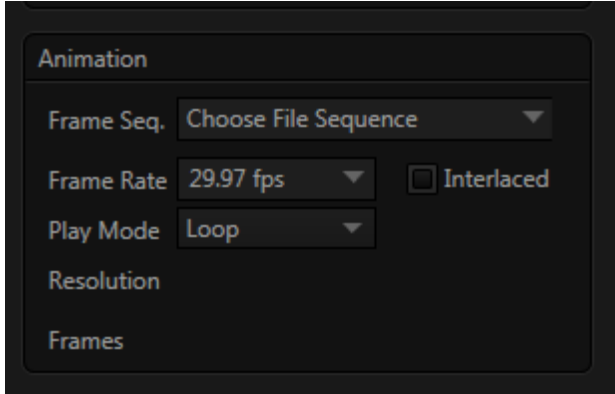 Animation
Frame Seq. Choose File Sequence
Frame Rate 29.97 fps Interlaced
Play Mode Loop
Resolution
Frames